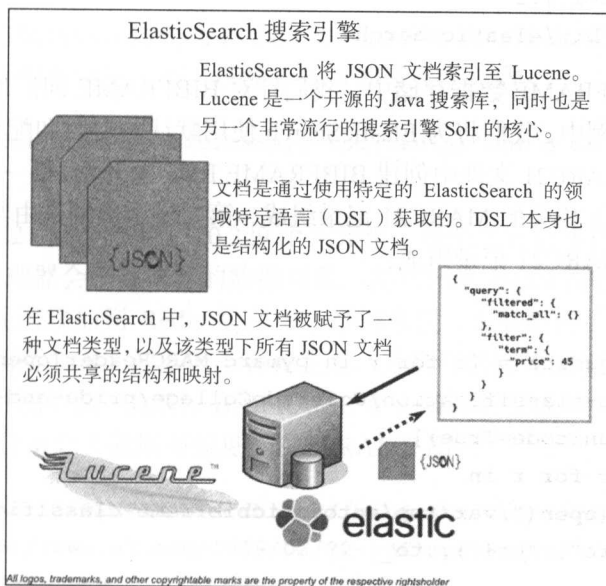 ElasticSearch 搜索引擎
ElasticSearch 将 JSON 文档索引至 Lucene。
Lucene 是一个开源的 Java 搜索库，同时也是
另一个非常流行的搜索引擎 Solr 的核心。
{JSON}
文档是通过使用特定的 ElasticSearch 的领
域特定语言（DSL）获取的。DSL 本身也
是结构化的 JSON 文档。
{
"query": {
"filtered": {
"match_all": {}
},
"filter": {
"term": {
"price": 45
}
}
}
}
在 ElasticSearch 中，JSON 文档被赋予了一
种文档类型，以及该类型下所有 JSON 文档
必须共享的结构和映射。
{JSON}
Lucene™
elastic
All logos, trademarks, and other copyrightable marks are the property of the respective rightsholder